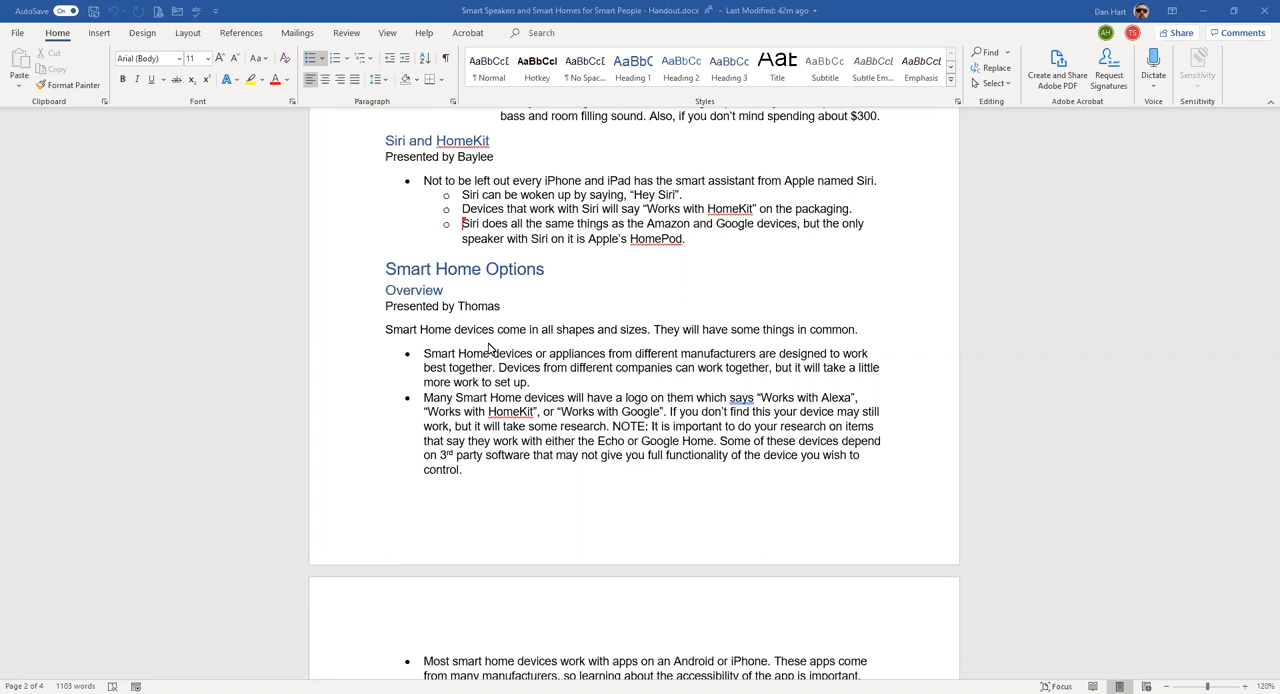 AutoSave On Smart Speakers and Smart Homes for Smart People - Handout.docx - Last Modified: 42m ago Dan Hart
File Home Insert Design Layout References Mailings Review View Help Acrobat Search AH TS Share Comments
Paste Cut Copy Format Painter Clipboard
Arial (Body) 11 Font
Paragraph
AaBbCcI AaBbCcI AaBbCcI AaBbC AaBbCc AaBbCc AaBb AaBbCc AaBbCcI AaBbCcI
¶ Normal Hotkey ¶ No Spac... Heading 1 Heading 2 Heading 3 Title Subtitle Subtle Em... Emphasis
Styles
Find Replace Select Editing
Create and Share Adobe PDF Request Signatures Adobe Acrobat
Dictate Voice
Sensitivity Sensitivity
bass and room filling sound. Also, if you don’t mind spending about $300.
Siri and HomeKit
Presented by Baylee
• Not to be left out every iPhone and iPad has the smart assistant from Apple named Siri.
o Siri can be woken up by saying, “Hey Siri”.
o Devices that work with Siri will say “Works with HomeKit” on the packaging.
o Siri does all the same things as the Amazon and Google devices, but the only
speaker with Siri on it is Apple’s HomePod.
Smart Home Options
Overview
Presented by Thomas
Smart Home devices come in all shapes and sizes. They will have some things in common.
• Smart Home devices or appliances from different manufacturers are designed to work
best together. Devices from different companies can work together, but it will take a little
more work to set up.
• Many Smart Home devices will have a logo on them which says “Works with Alexa”,
“Works with HomeKit”, or “Works with Google”. If you don’t find this your device may still
work, but it will take some research. NOTE: It is important to do your research on items
that say they work with either the Echo or Google Home. Some of these devices depend
on 3rd party software that may not give you full functionality of the device you wish to
control.
• Most smart home devices work with apps on an Android or iPhone. These apps come
from many manufacturers, so learning about the accessibility of the app is important.
Page 2 of 4 1103 words Focus 120%